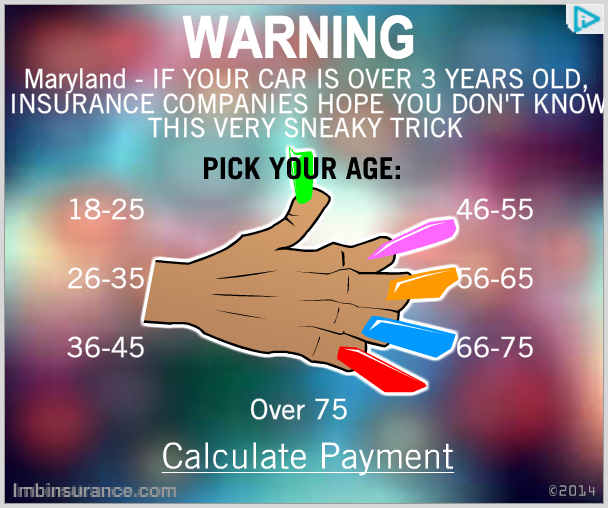 WARNING
Maryland - IF YOUR CAR IS OVER 3 YEARS OLD,
INSURANCE COMPANIES HOPE YOU DON'T KNOW
THIS VERY SNEAKY TRICK
PICK YOUR AGE:
18-25
46-55
26-35
56-65
36-45
66-75
Over 75
Calculate Payment
lmbinsurance.com
©2014